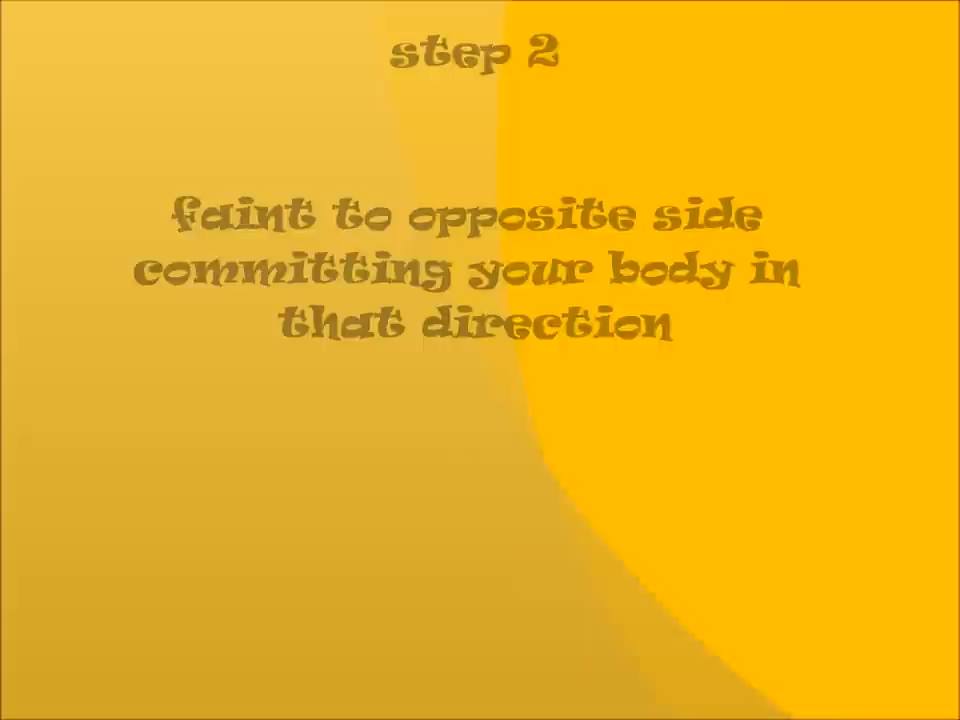 step 2
faint to opposite side
committing your body in
that direction